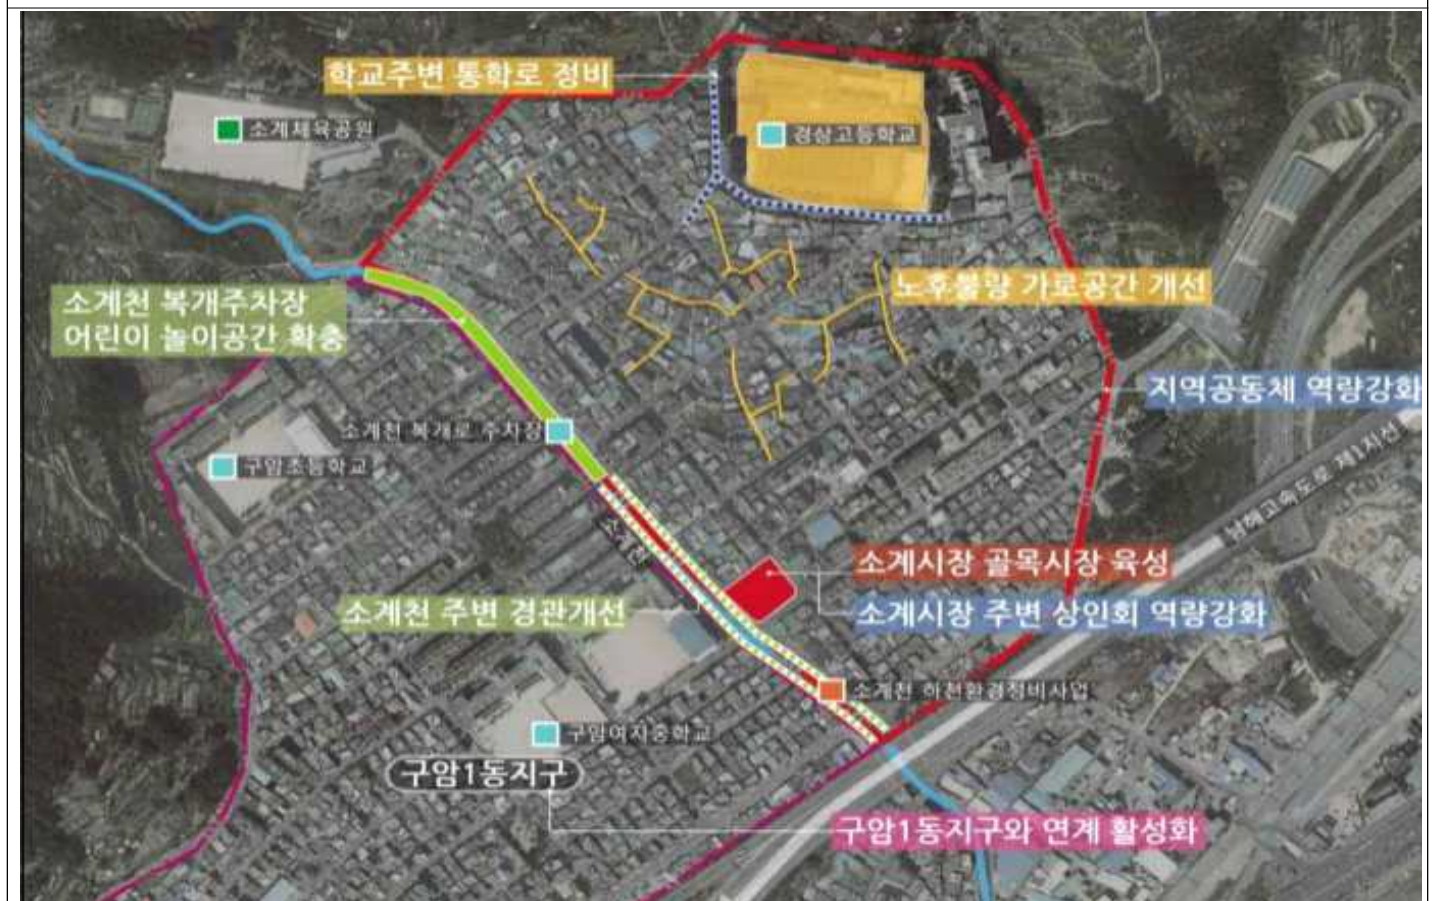 학교주변 통학로 정비
소계체육공원
경상고등학교
노후불량 가로공간 개선
소계천 복개주차장
어린이 놀이공간 확충
지역공동체 역량강화
소계천 복개로 주차장
구암초등학교
남해고속도로 제1지선
소계천
소계시장 골목시장 육성
소계천 주변 경관개선
소계시장 주변 상인회 역량강화
소계천 하천환경정비사업
구암여자중학교
구암1동지구
구암1동지구와 연계 활성화